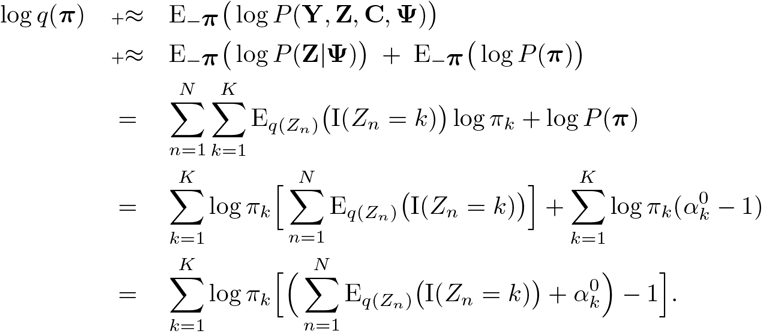 log q(π) +≈ E_{−π}(log P(Y, Z, C, Ψ))
+≈ E_{−π}(log P(Z|Ψ)) + E_{−π}(log P(π))
= ∑_{n=1}^{N} ∑_{k=1}^{K} E_{q(Z_n)}(I(Z_n = k)) log π_k + log P(π)
= ∑_{k=1}^{K} log π_k [∑_{n=1}^{N} E_{q(Z_n)}(I(Z_n = k))] + ∑_{k=1}^{K} log π_k(α_k^0 − 1)
= ∑_{k=1}^{K} log π_k [(∑_{n=1}^{N} E_{q(Z_n)}(I(Z_n = k)) + α_k^0) − 1].